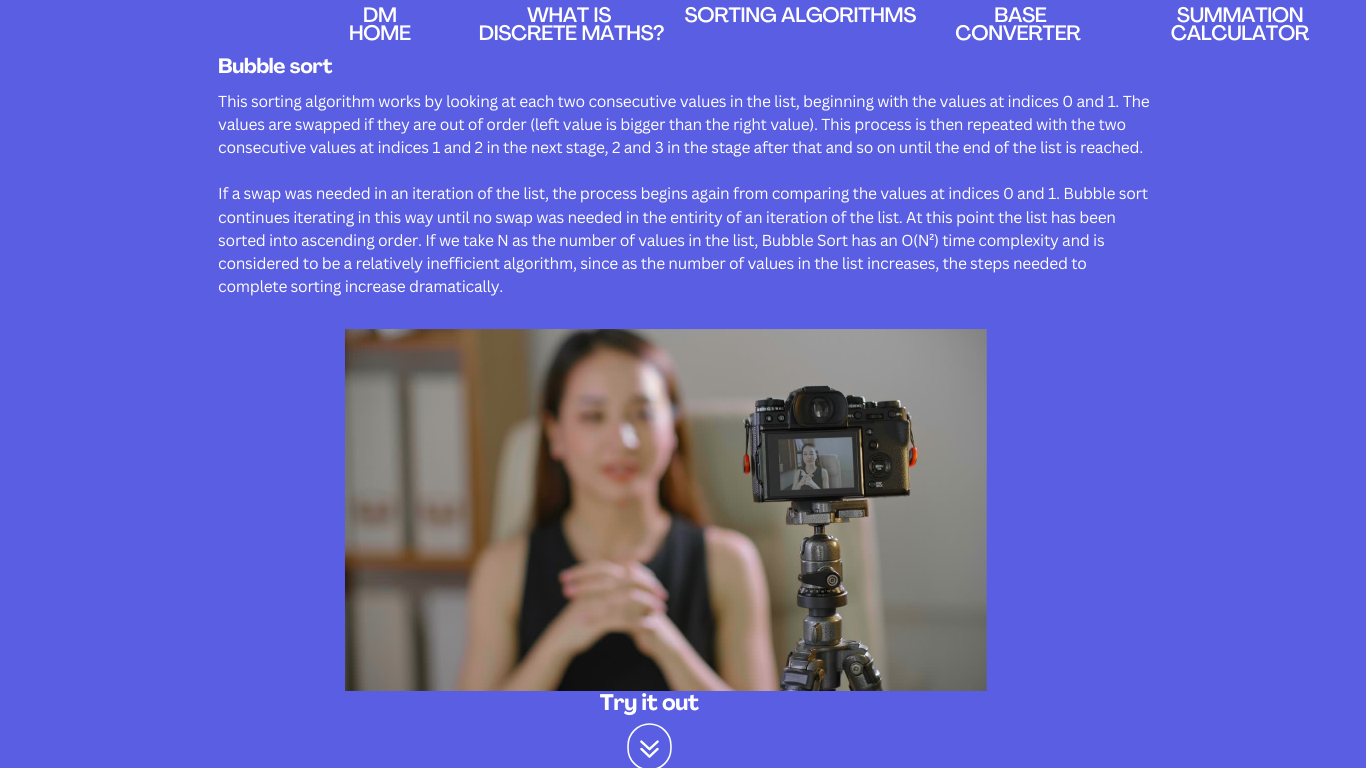 DM
HOME
WHAT IS
DISCRETE MATHS?
SORTING ALGORITHMS
BASE
CONVERTER
SUMMATION
CALCULATOR
Bubble sort
This sorting algorithm works by looking at each two consecutive values in the list, beginning with the values at indices 0 and 1. The
values are swapped if they are out of order (left value is bigger than the right value). This process is then repeated with the two
consecutive values at indices 1 and 2 in the next stage, 2 and 3 in the stage after that and so on until the end of the list is reached.
If a swap was needed in an iteration of the list, the process begins again from comparing the values at indices 0 and 1. Bubble sort
continues iterating in this way until no swap was needed in the entirity of an iteration of the list. At this point the list has been
sorted into ascending order. If we take N as the number of values in the list, Bubble Sort has an O(N²) time complexity and is
considered to be a relatively inefficient algorithm, since as the number of values in the list increases, the steps needed to
complete sorting increase dramatically.
Try it out